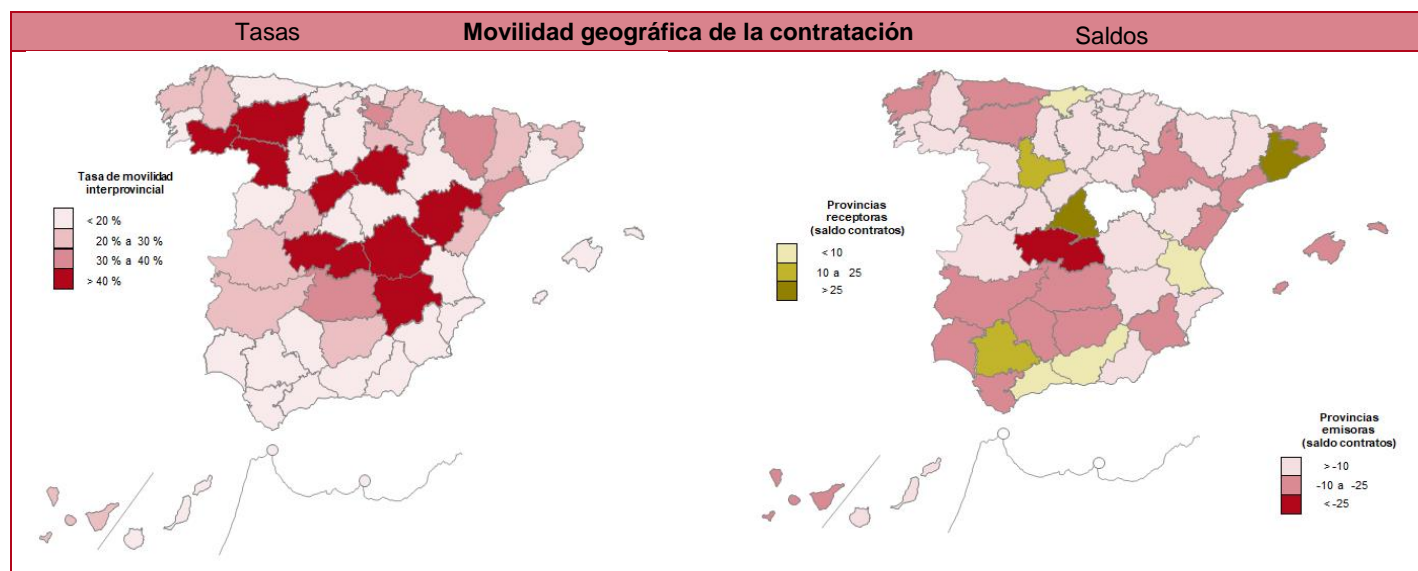 Tasas Movilidad geográfica de la contratación Saldos
Tasa de movilidad
interprovincial
< 20 %
20 % a 30 %
30 % a 40 %
> 40 %
Provincias
receptoras
(saldo contratos)
< 10
10 a 25
> 25
Provincias
emisoras
(saldo contratos)
> -10
-10 a -25
< -25